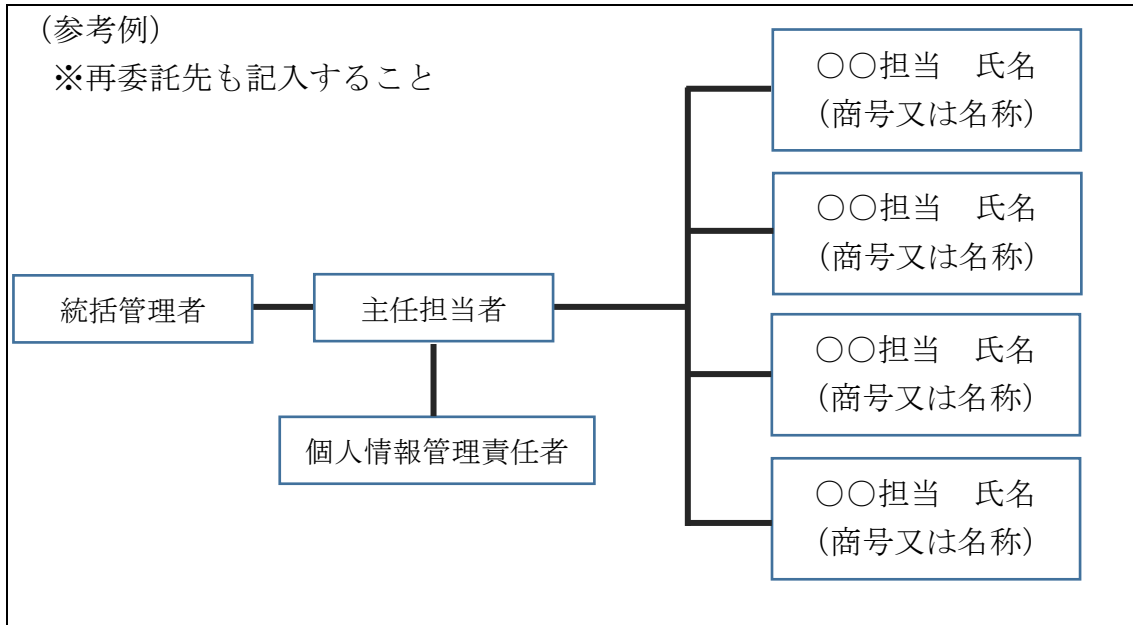 （参考例）
※再委託先も記入すること
統括管理者
主任担当者
個人情報管理責任者
○○担当　氏名
（商号又は名称）
○○担当　氏名
（商号又は名称）
○○担当　氏名
（商号又は名称）
○○担当　氏名
（商号又は名称）